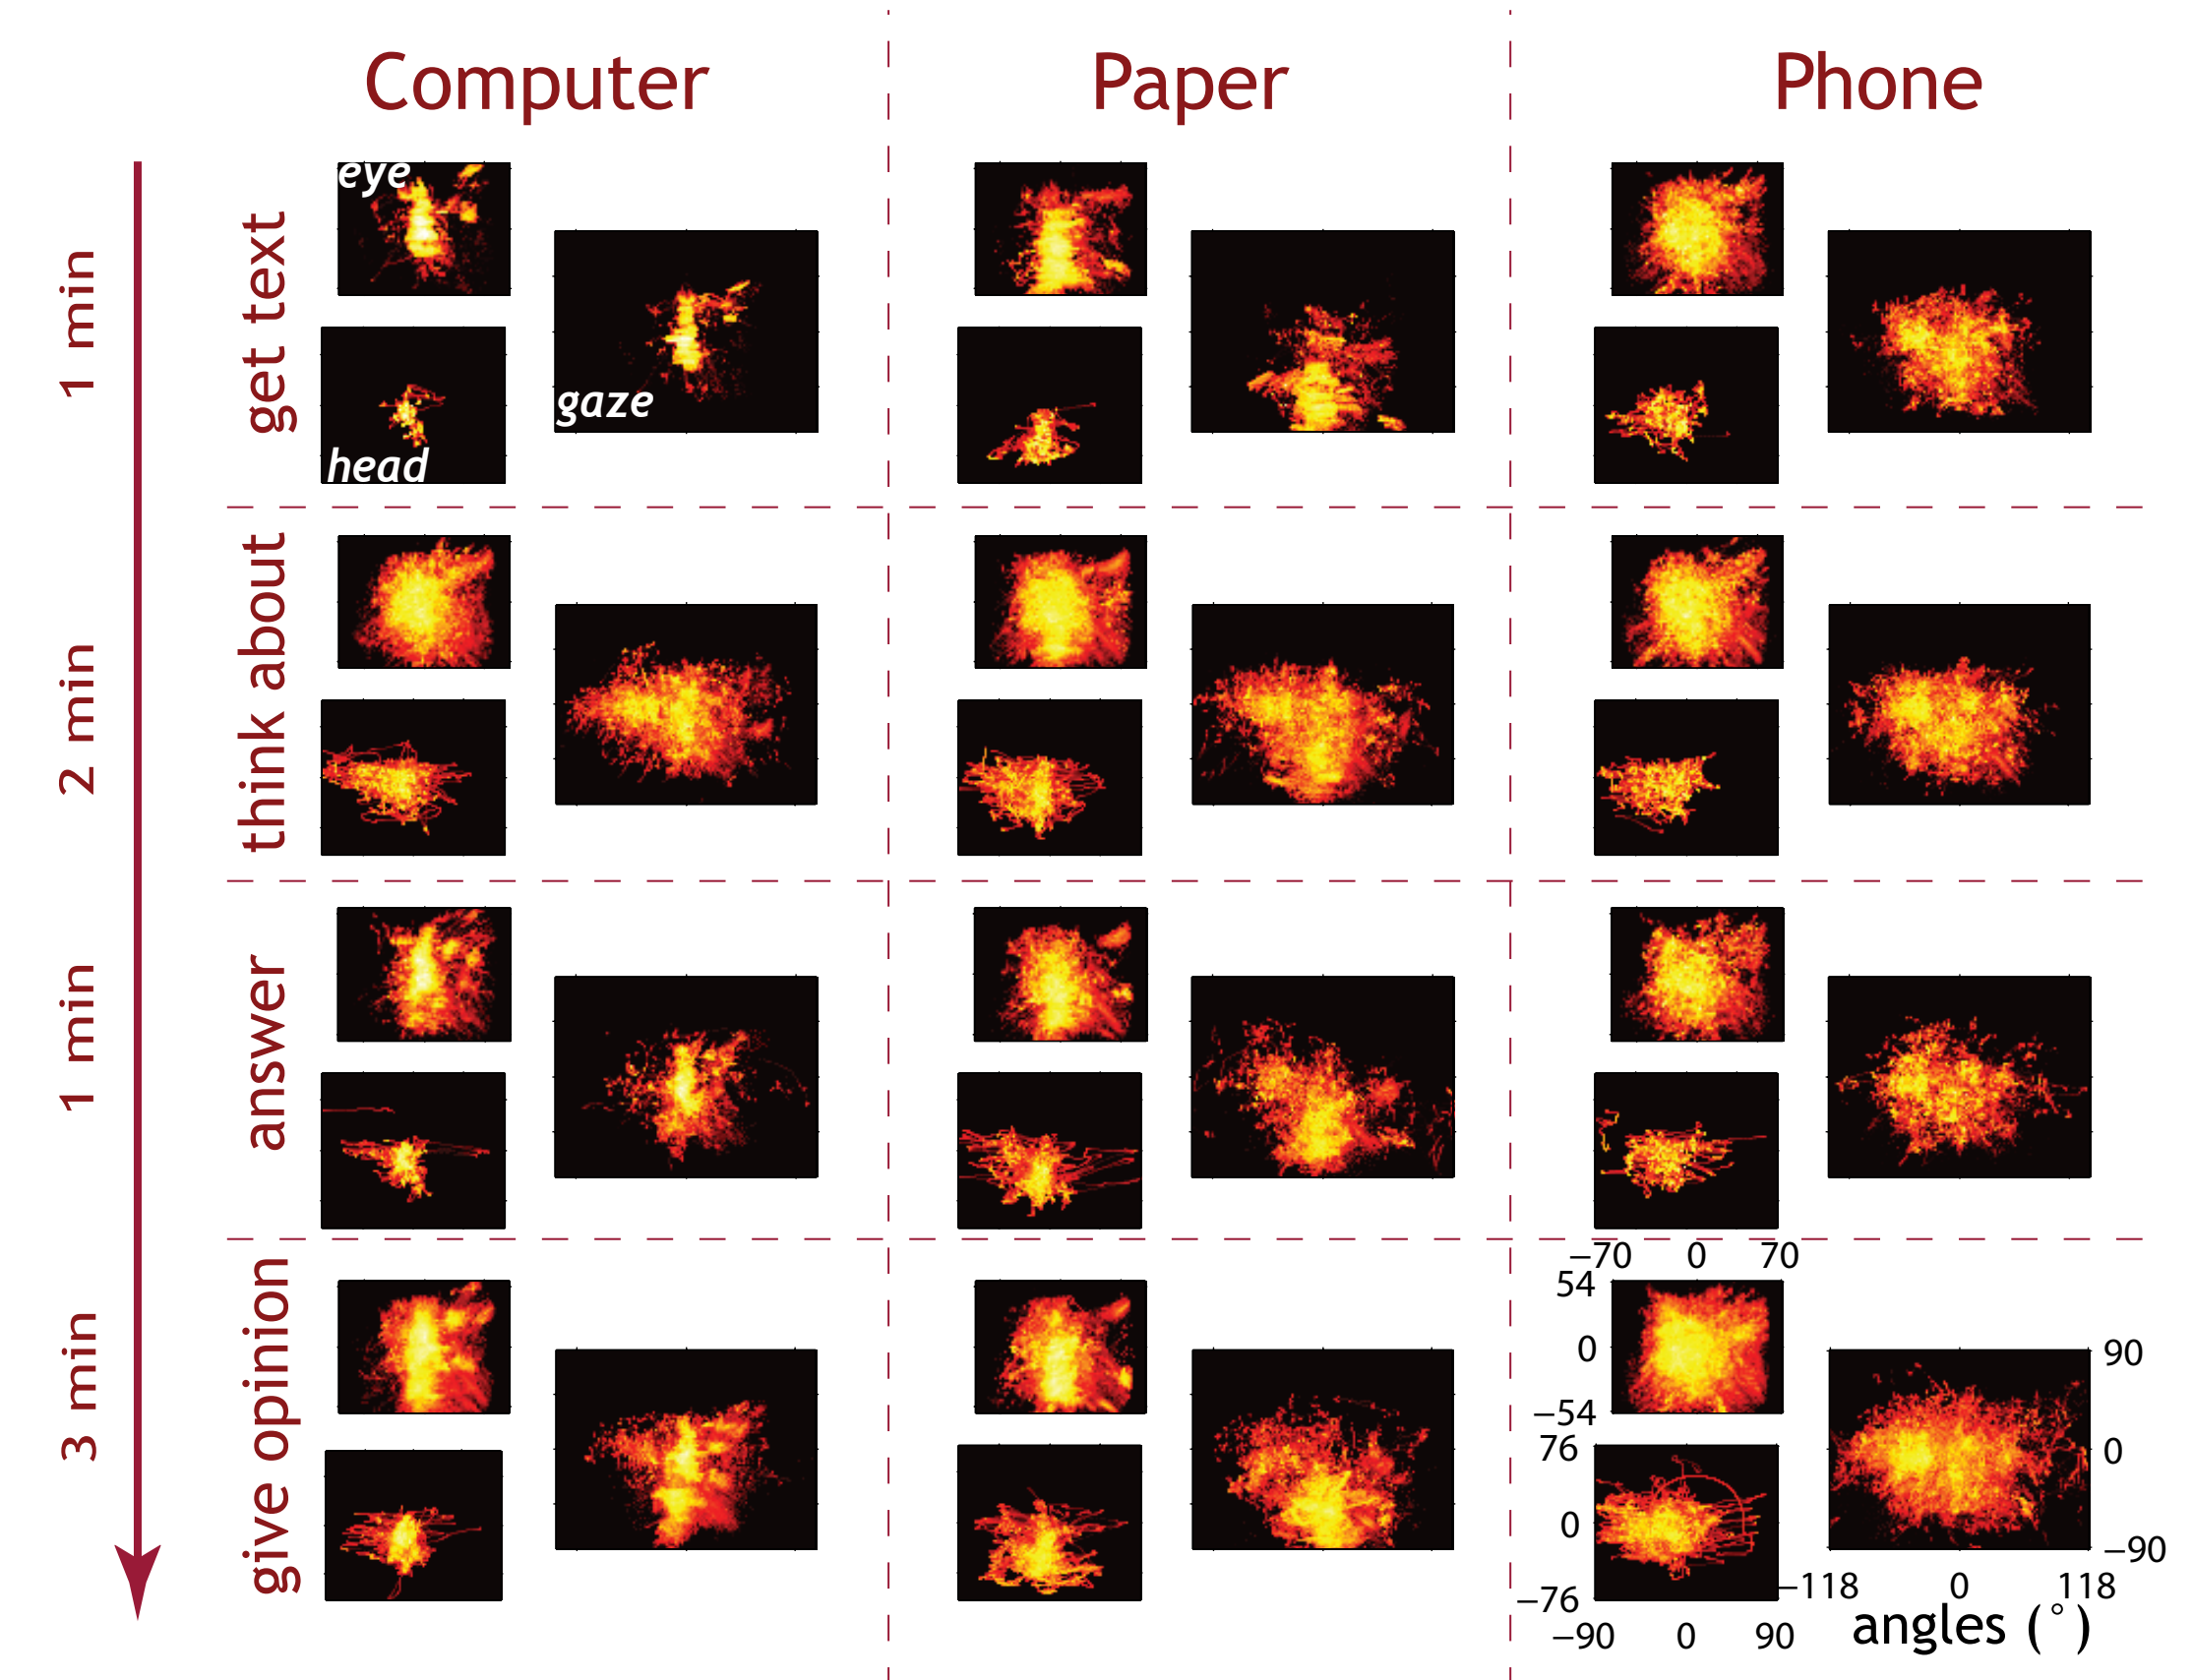 Computer
Paper
Phone
1 min
get text
eye
gaze
head
2 min
think about
1 min
answer
3 min
give opinion
−70 0 70
54
0
−54
76
0
−76
−90 0 90
90
0
−90
−118 0 118
angles (°)